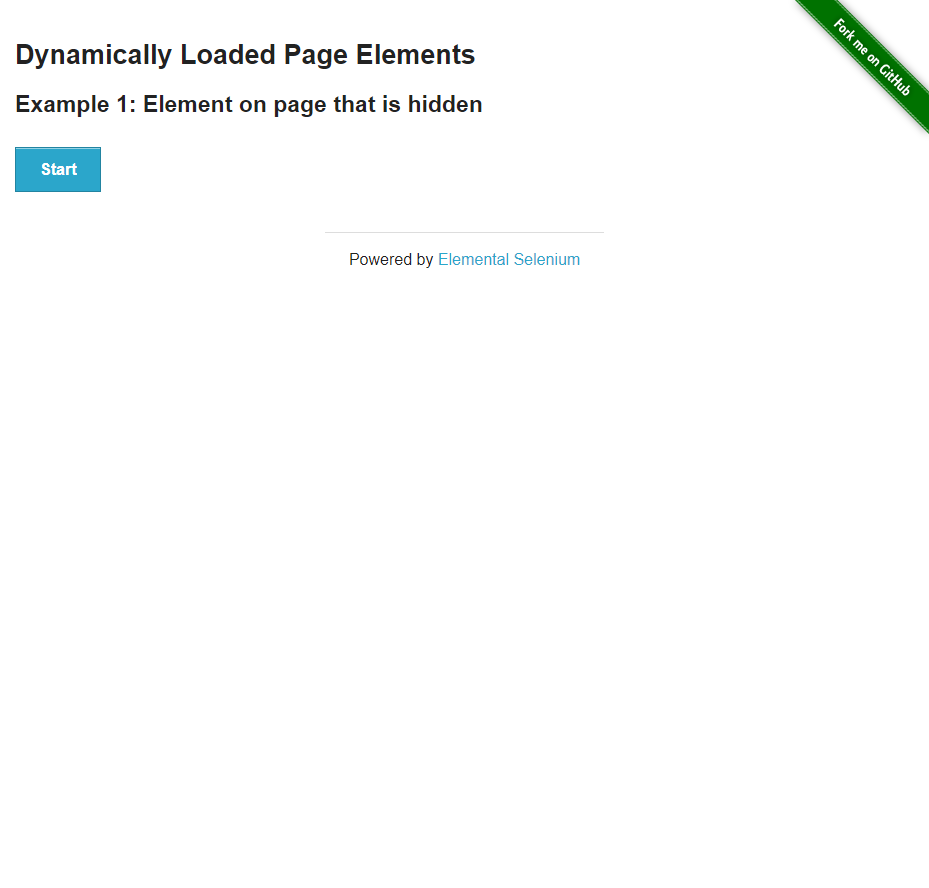 Fork me on GitHub
Dynamically Loaded Page Elements
Example 1: Element on page that is hidden
Start
Powered by Elemental Selenium